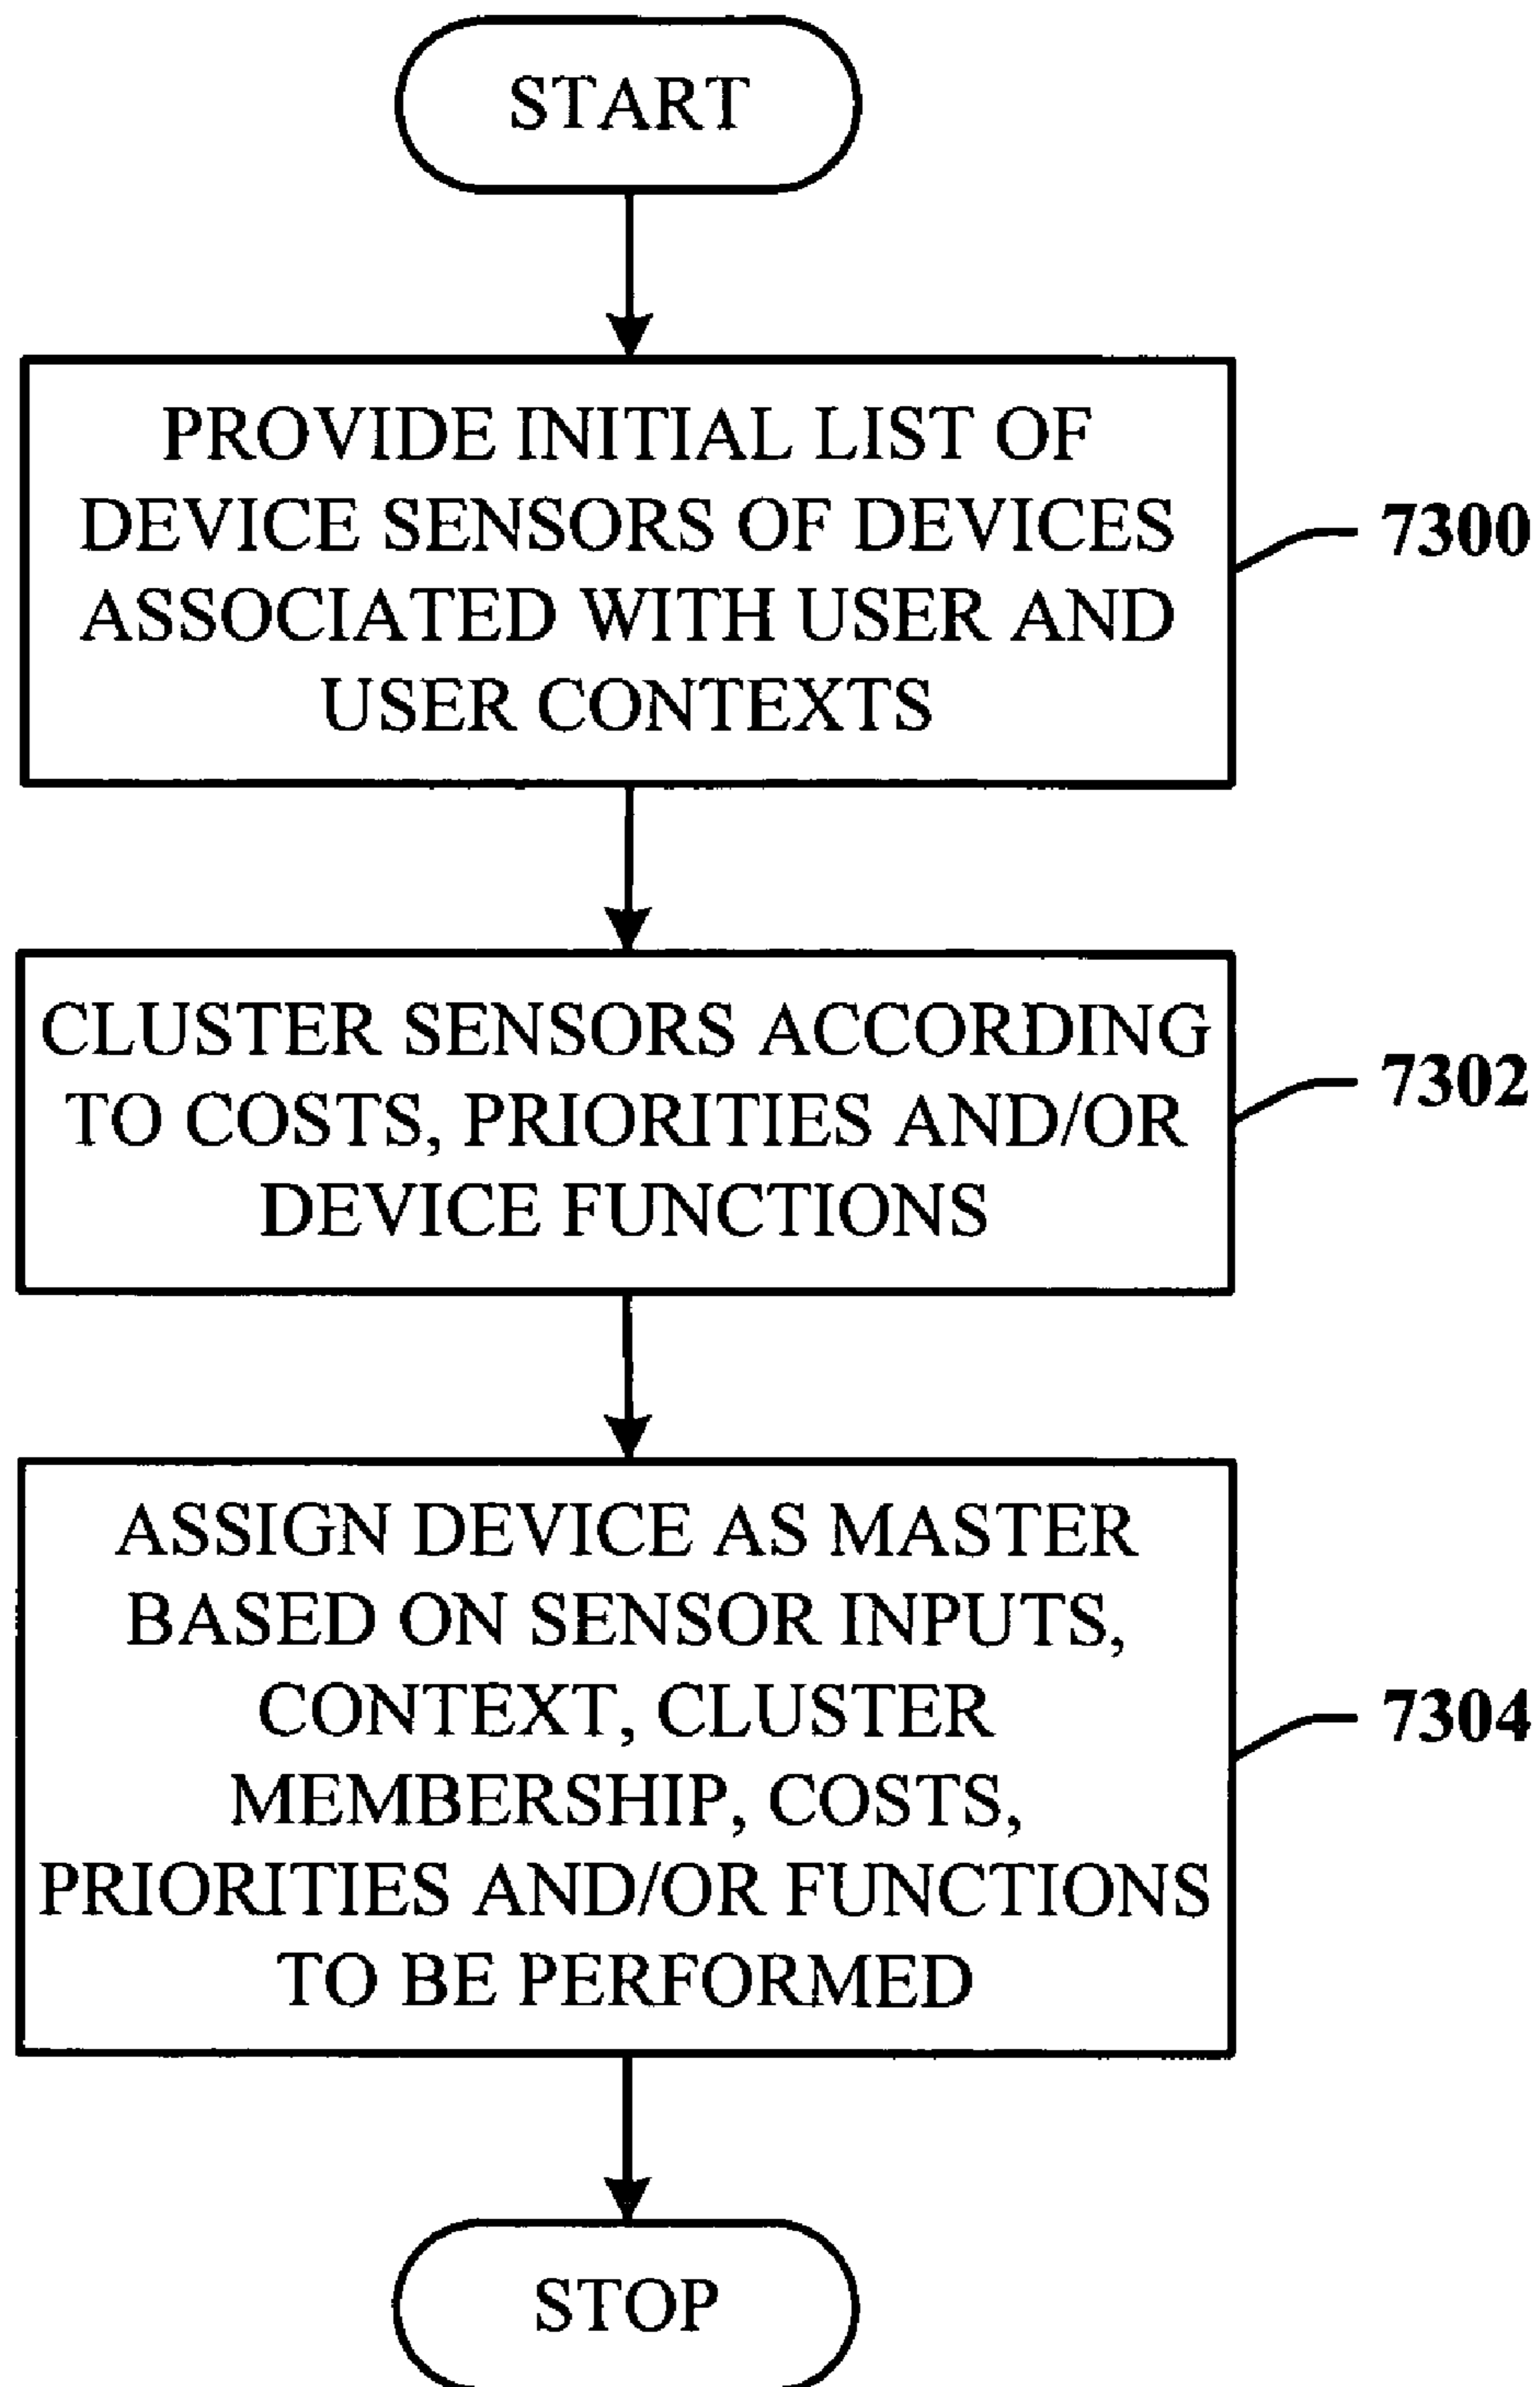 START
PROVIDE INITIAL LIST OF
DEVICE SENSORS OF DEVICES
ASSOCIATED WITH USER AND
USER CONTEXTS
7300
CLUSTER SENSORS ACCORDING
TO COSTS, PRIORITIES AND/OR
DEVICE FUNCTIONS
7302
ASSIGN DEVICE AS MASTER
BASED ON SENSOR INPUTS,
CONTEXT, CLUSTER
MEMBERSHIP, COSTS,
PRIORITIES AND/OR FUNCTIONS
TO BE PERFORMED
7304
STOP